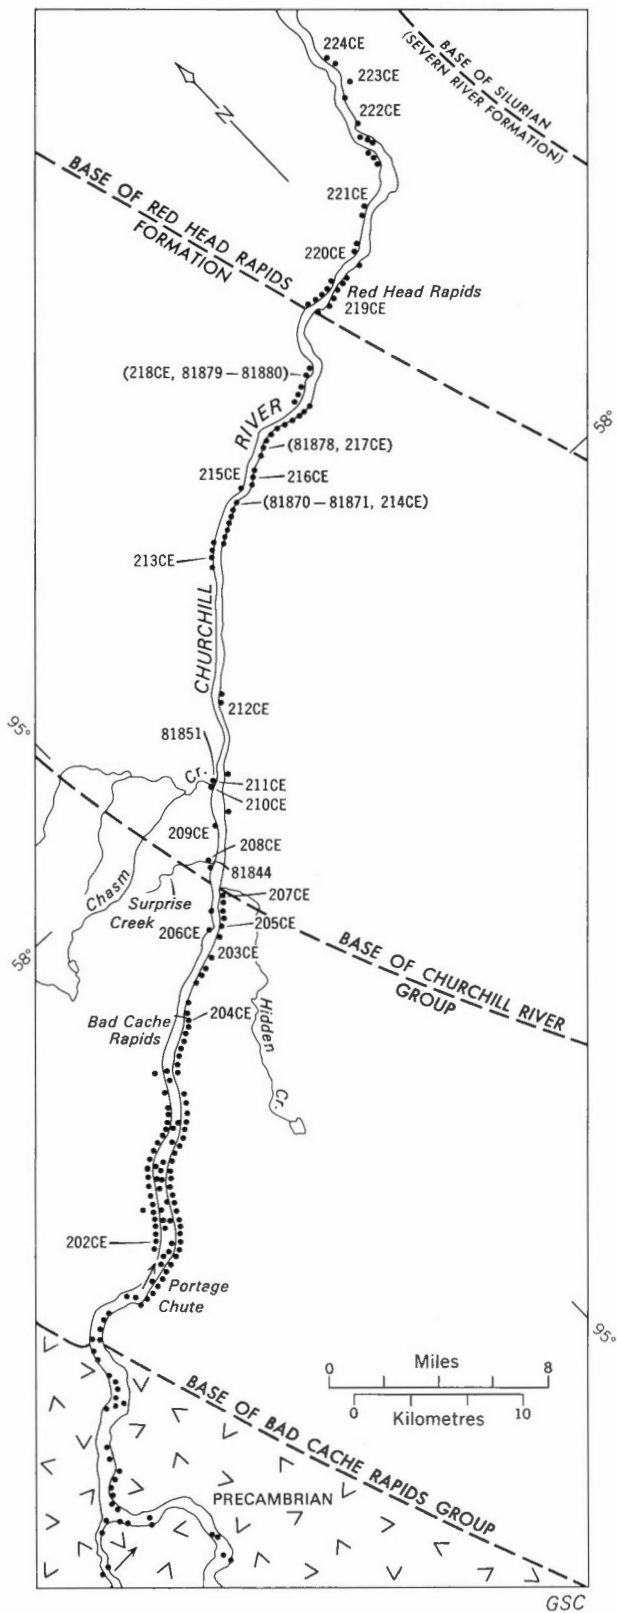 224CE
BASE OF SILURIAN
(SEVERN RIVER FORMATION)
223CE
222CE
N
BASE OF RED HEAD RAPIDS
FORMATION
221CE
220CE
Red Head Rapids
219CE
(218CE, 81879 – 81880)
RIVER
58°
(81878, 217CE)
215CE
216CE
(81870 – 81871, 214CE)
213CE
CHURCHILL
212CE
95°
81851
Cr.
211CE
210CE
209CE
208CE
81844
Chasm
Surprise
Creek
207CE
206CE
205CE
58°
203CE
BASE OF CHURCHILL RIVER
GROUP
204CE
Bad Cache
Rapids
Hidden
Cr.
202CE
Portage
Chute
95°
Miles
0 8
0 10
Kilometres
BASE OF BAD CACHE RAPIDS GROUP
PRECAMBRIAN
GSC